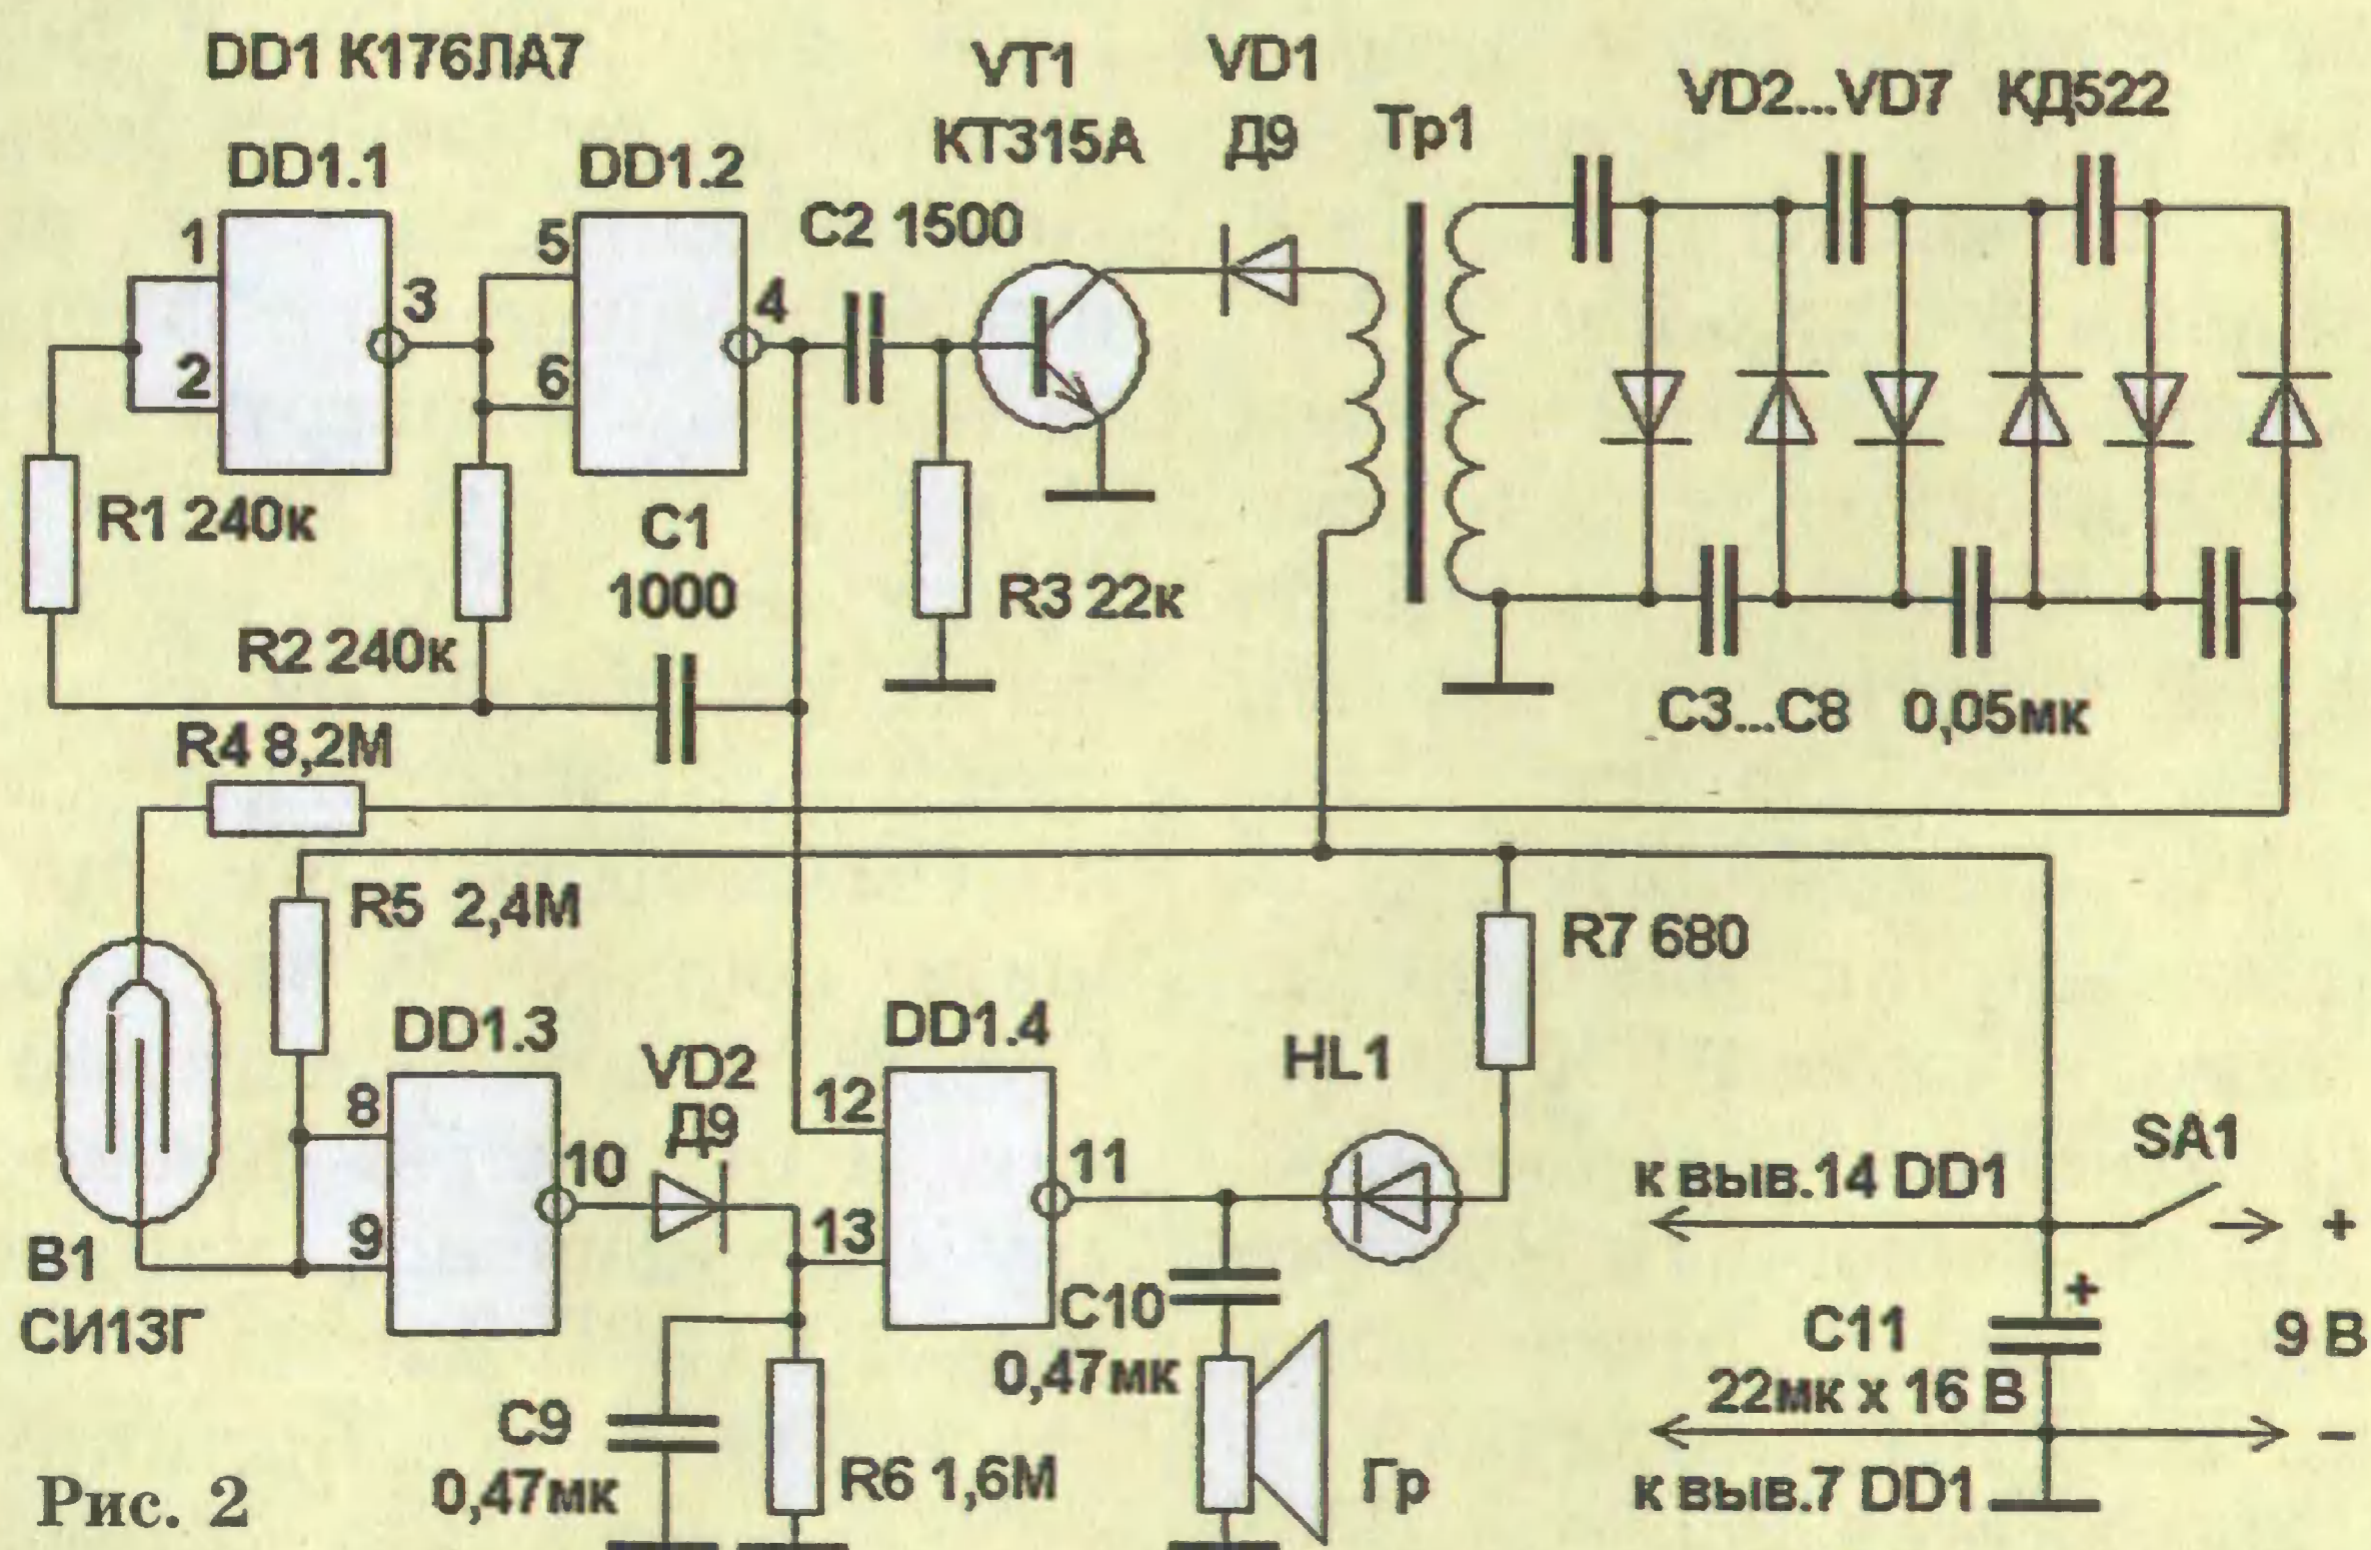 DD1 К176ЛА7
VT1
КТ315А
VD1
Д9
Тр1
VD2...VD7 КД522
DD1.1
DD1.2
C2 1500
1
2
3
5
6
4
R1 240к
R2 240к
C1
1000
R3 22к
C3...C8 0,05мк
R4 8,2М
R5 2,4М
R7 680
DD1.3
VD2
Д9
DD1.4
HL1
8
9
10
12
13
11
B1
СИ13Г
C9
0,47мк
R6 1,6М
C10
0,47мк
Гр
к выв.14 DD1
SA1
+
+
C11
22мк х 16 В
9 В
–
к выв.7 DD1
Рис. 2